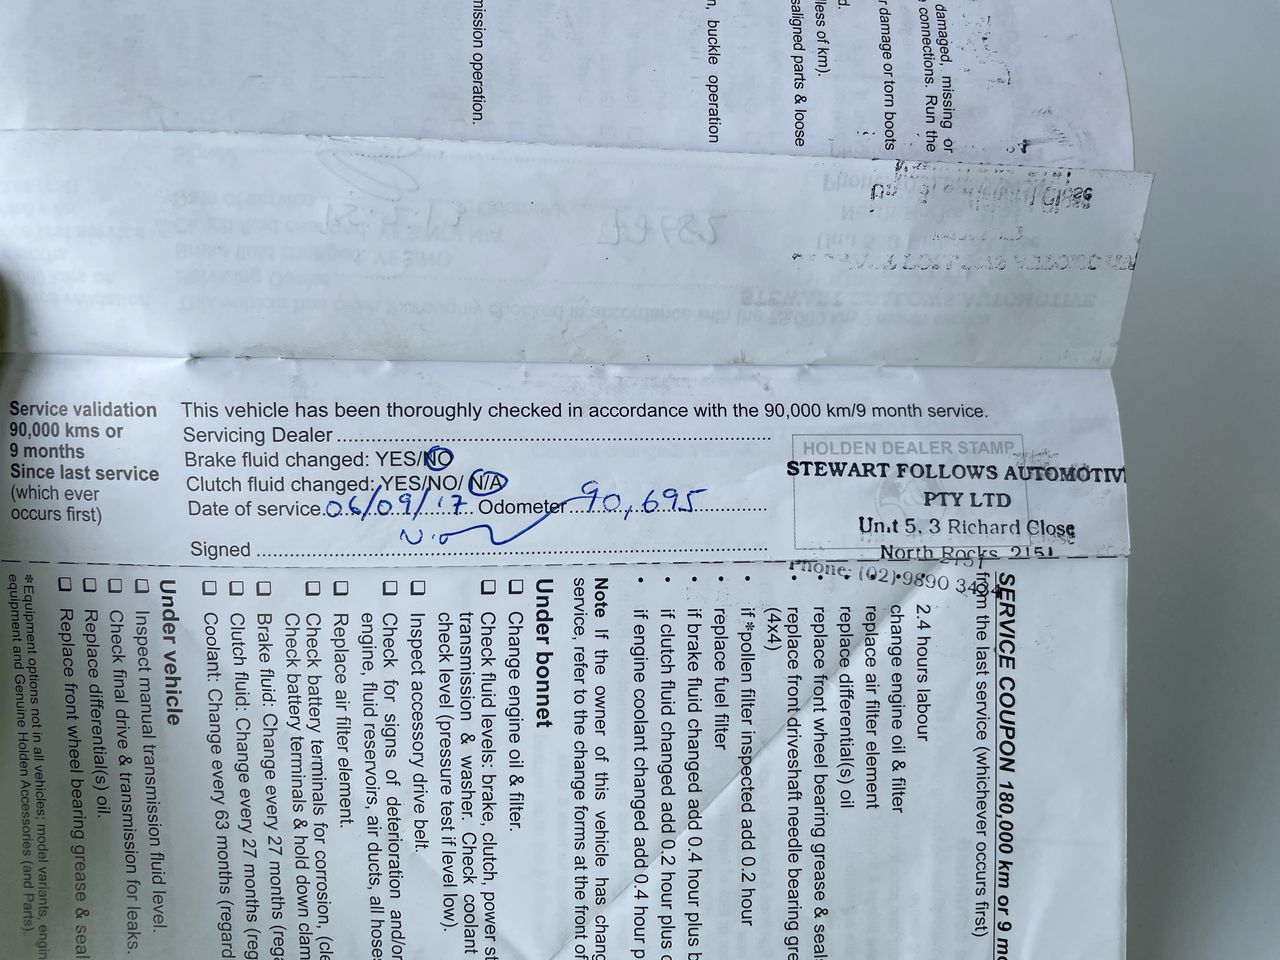 mission operation.
n, buckle operation
less of km).
saligned parts & loose
d.
r damage or torn boots
damaged, missing or
connections. Run the
Service validation
90,000 kms or
9 months
Since last service
(which ever
occurs first)
This vehicle has been thoroughly checked in accordance with the 90,000 km/9 month service.
Servicing Dealer
Brake fluid changed: YES/NO
Clutch fluid changed: YES/NO/ N/A
Date of service 06/09/17 Odometer 90,695
Signed
HOLDEN DEALER STAMP
STEWART FOLLOWS AUTOMOTIV
PTY LTD
Unit 5, 3 Richard Close
North Rocks 2151
Phone: (02) 9890 3434
SERVICE COUPON 180,000 km or 9 mo
from the last service (whichever occurs first)
2.4 hours labour
change engine oil & filter
• replace air filter element
• replace differential(s) oil
• replace front wheel bearing grease & seals
• replace front driveshaft needle bearing gre
(4x4)
• if *pollen filter inspected add 0.2 hour
• replace fuel filter
• if brake fluid changed add 0.4 hour plus b
• if clutch fluid changed add 0.2 hour plus c
• if engine coolant changed add 0.4 hour p
Note If the owner of this vehicle has chang
service, refer to the change forms at the front of
Under bonnet
☐ Change engine oil & filter.
☐ Check fluid levels: brake, clutch, power st
transmission & washer. Check coolant
check level (pressure test if level low).
☐ Inspect accessory drive belt.
☐ Check for signs of deterioration and/or
engine, fluid reservoirs, air ducts, all hose
☐ Replace air filter element.
☐ Check battery terminals for corrosion, (cle
Check battery terminals & hold down clam
☐ Brake fluid: Change every 27 months (rega
☐ Clutch fluid: Change every 27 months (reg
☐ Coolant: Change every 63 months (regard
Under vehicle
☐ Inspect manual transmission fluid level.
☐ Check final drive & transmission for leaks.
☐ Replace differential(s) oil.
☐ Replace front wheel bearing grease & seal
*Equipment options not in all vehicles; model variants, engin
equipment and Genuine Holden Accessories (and Parts).